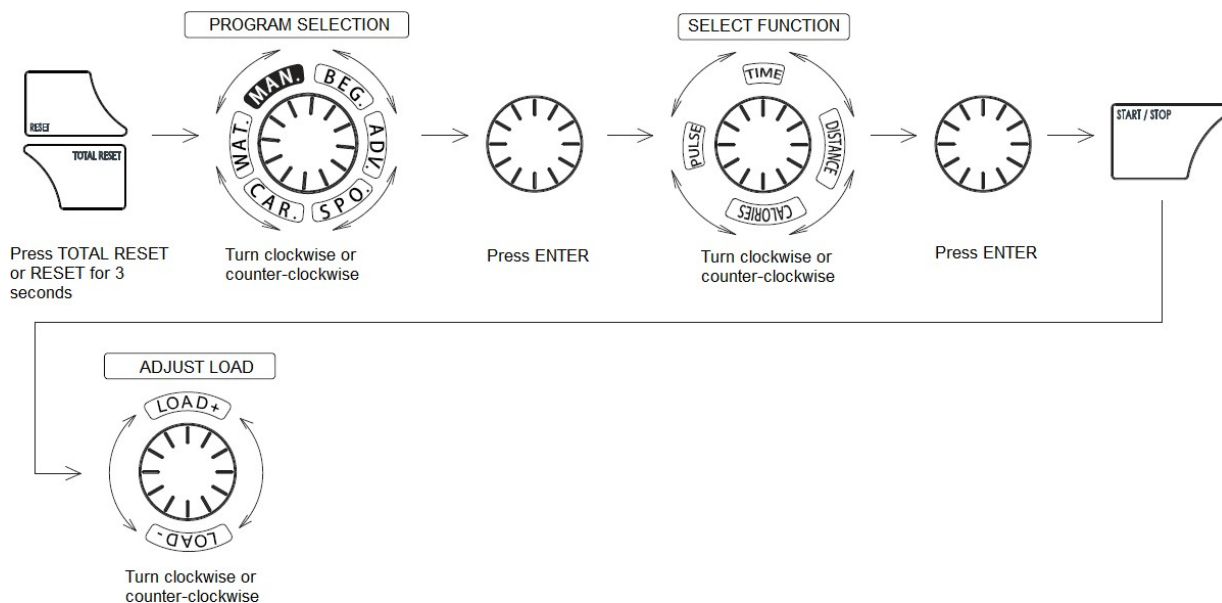 PROGRAM SELECTION
SELECT FUNCTION
RESET
TOTAL RESET
MAN.
BEG.
ADV.
SPO.
CAR.
WAT.
TIME
DISTANCE
CALORIES
PULSE
START / STOP
Press TOTAL RESET
or RESET for 3
seconds
Turn clockwise or
counter-clockwise
Press ENTER
Turn clockwise or
counter-clockwise
Press ENTER
ADJUST LOAD
LOAD+
LOAD-
Turn clockwise or
counter-clockwise